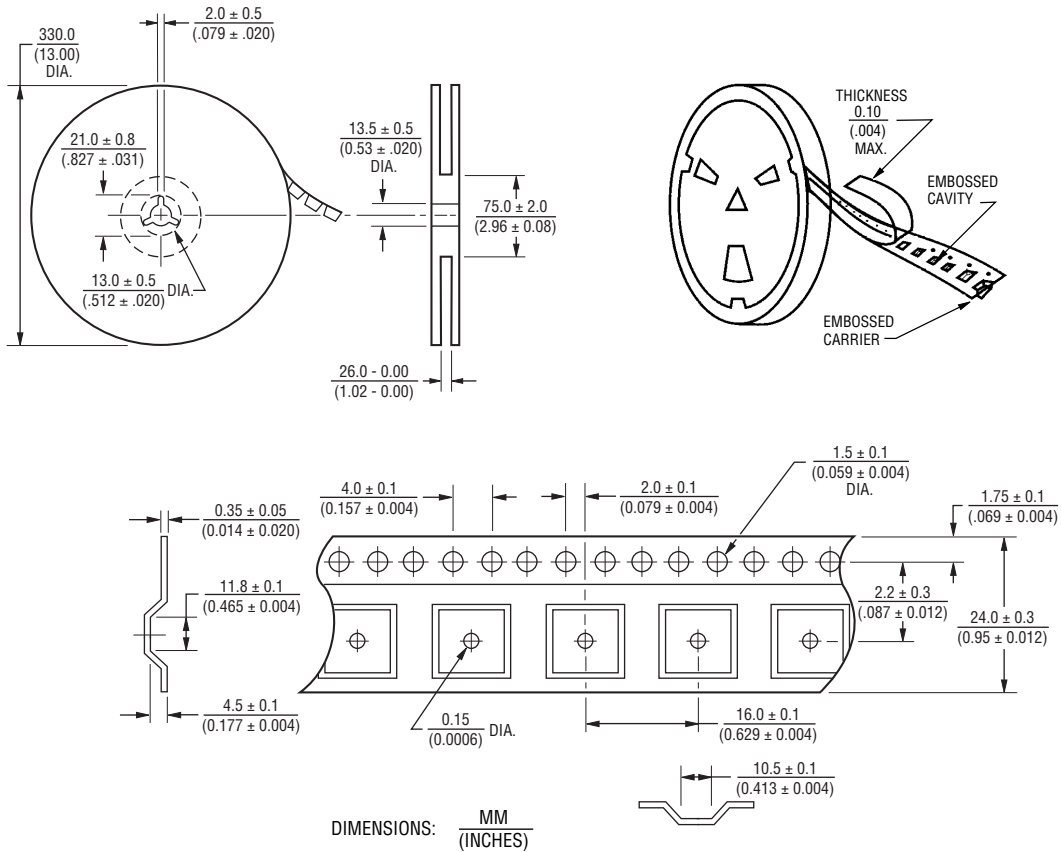 2.0 ± 0.5
(.079 ± .020)
330.0
(13.00)
DIA.
21.0 ± 0.8
(.827 ± .031)
13.0 ± 0.5
(.512 ± .020)
DIA.
13.5 ± 0.5
(0.53 ± .020)
DIA.
75.0 ± 2.0
(2.96 ± 0.08)
26.0 - 0.00
(1.02 - 0.00)
THICKNESS
0.10
(.004)
MAX.
EMBOSSED
CAVITY
EMBOSSED
CARRIER
0.35 ± 0.05
(0.014 ± 0.020)
11.8 ± 0.1
(0.465 ± 0.004)
4.5 ± 0.1
(0.177 ± 0.004)
4.0 ± 0.1
(0.157 ± 0.004)
2.0 ± 0.1
(0.079 ± 0.004)
1.5 ± 0.1
(0.059 ± 0.004)
DIA.
1.75 ± 0.1
(.069 ± 0.004)
2.2 ± 0.3
(.087 ± 0.012)
24.0 ± 0.3
(0.95 ± 0.012)
0.15
(0.0006)
DIA.
16.0 ± 0.1
(0.629 ± 0.004)
10.5 ± 0.1
(0.413 ± 0.004)
DIMENSIONS:
MM
(INCHES)